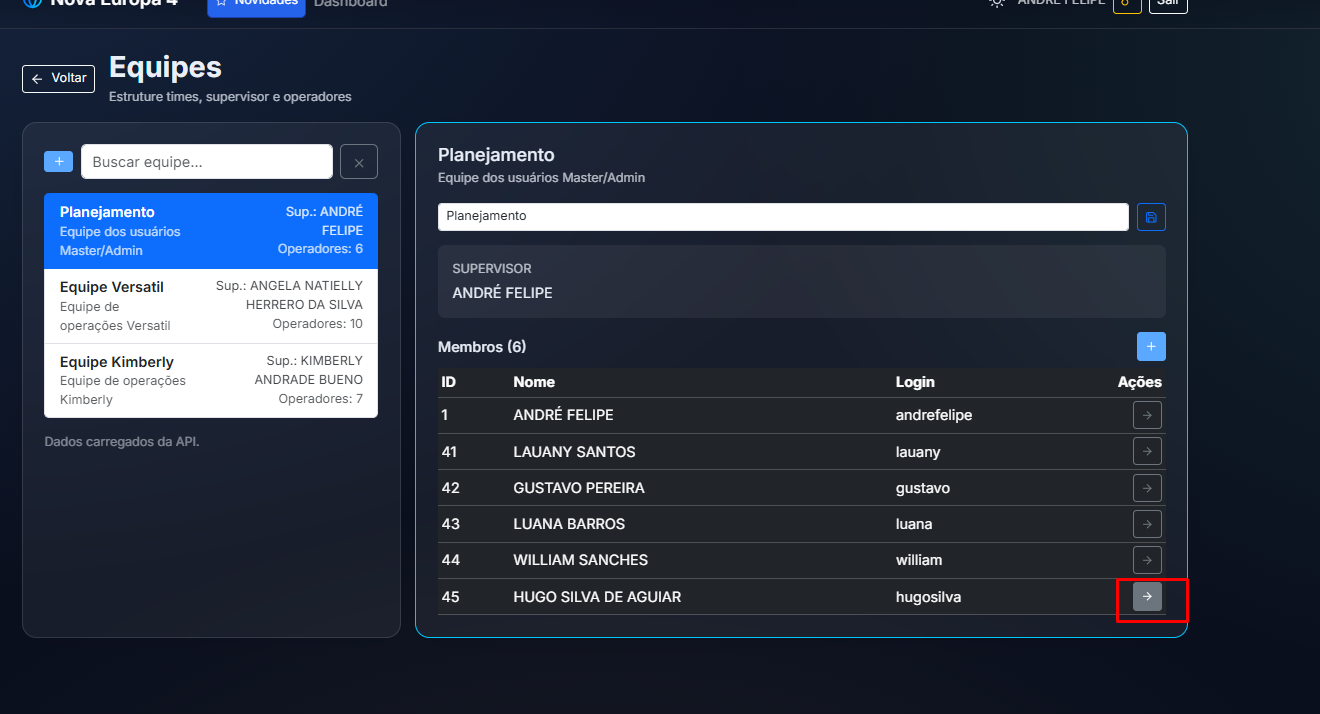 Nova Europa 4
Novidades
Dashboard
ANDRÉ FELIPE
Sair
Voltar
Equipes
Estruture times, supervisor e operadores
Buscar equipe...
Planejamento
Equipe dos usuários
Master/Admin
Sup.: ANDRÉ
FELIPE
Operadores: 6
Equipe Versatil
Equipe de
operações Versatil
Sup.: ANGELA NATIELLY
HERRERO DA SILVA
Operadores: 10
Equipe Kimberly
Equipe de operações
Kimberly
Sup.: KIMBERLY
ANDRADE BUENO
Operadores: 7
Dados carregados da API.
Planejamento
Equipe dos usuários Master/Admin
Planejamento
SUPERVISOR
ANDRÉ FELIPE
Membros (6)
ID Nome Login Ações
1 ANDRÉ FELIPE andrefelipe
41 LAUANY SANTOS lauany
42 GUSTAVO PEREIRA gustavo
43 LUANA BARROS luana
44 WILLIAM SANCHES william
45 HUGO SILVA DE AGUIAR hugosilva